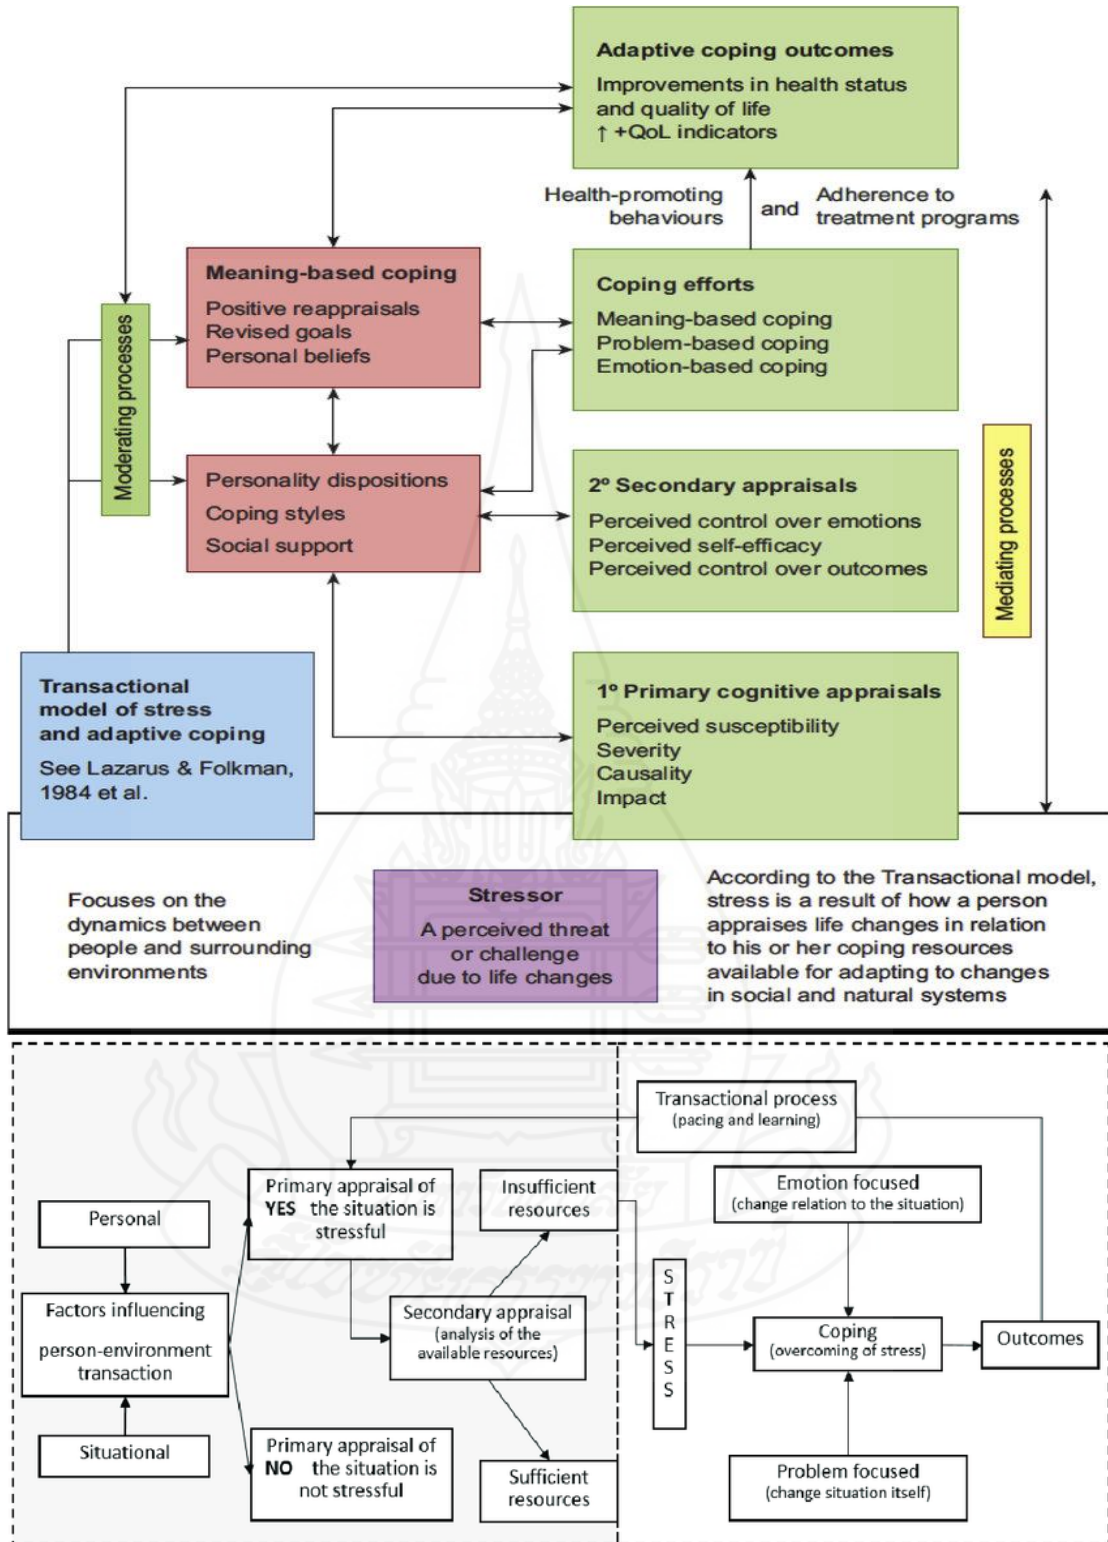 Adaptive coping outcomes
Improvements in health status
and quality of life
↑ +QoL indicators
Health-promoting
behaviours
and
Adherence to
treatment programs
Meaning-based coping
Positive reappraisals
Revised goals
Personal beliefs
Coping efforts
Meaning-based coping
Problem-based coping
Emotion-based coping
Moderating processes
Personality dispositions
Coping styles
Social support
2º Secondary appraisals
Perceived control over emotions
Perceived self-efficacy
Perceived control over outcomes
Mediating processes
Transactional
model of stress
and adaptive coping
See Lazarus & Folkman,
1984 et al.
1º Primary cognitive appraisals
Perceived susceptibility
Severity
Causality
Impact
Focuses on the
dynamics between
people and surrounding
environments
Stressor
A perceived threat
or challenge
due to life changes
According to the Transactional model,
stress is a result of how a person
appraises life changes in relation
to his or her coping resources
available for adapting to changes
in social and natural systems
Transactional process
(pacing and learning)
Primary appraisal of
YES the situation is
stressful
Insufficient
resources
Emotion focused
(change relation to the situation)
Personal
Factors influencing
person-environment
transaction
Situational
Secondary appraisal
(analysis of the
available resources)
STRESS
Coping
(overcoming of stress)
Outcomes
Primary appraisal of
NO the situation is
not stressful
Sufficient
resources
Problem focused
(change situation itself)